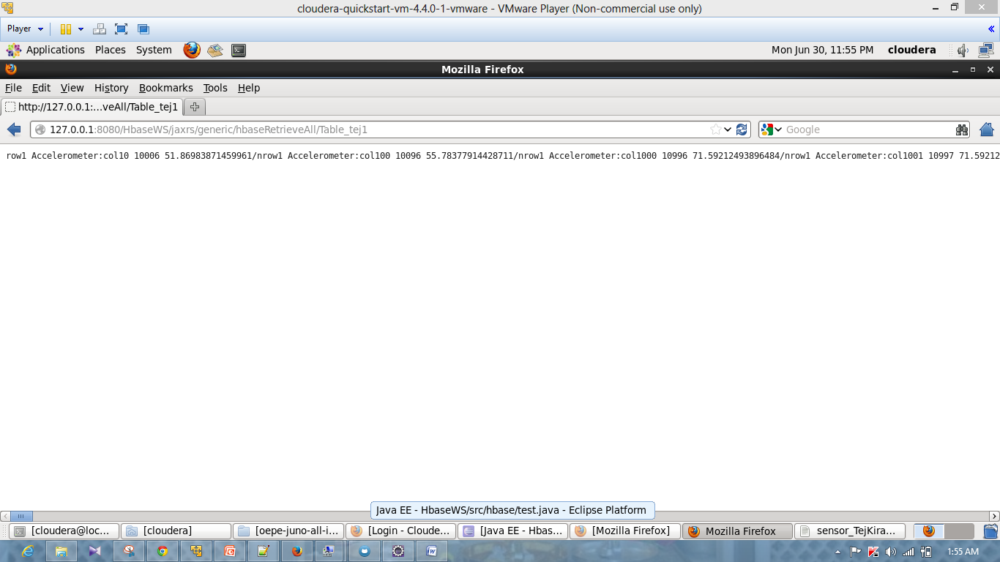 cloudera-quickstart-vm-4.4.0-1-vmware - VMware Player (Non-commercial use only)
Player
Applications Places System Mon Jun 30, 11:55 PM cloudera
Mozilla Firefox
File Edit View History Bookmarks Tools Help
http://127.0.0.1:...veAll/Table_tej1
127.0.0.1:8080/HbaseWS/jaxrs/generic/hbaseRetrieveAll/Table_tej1 Google
row1 Accelerometer:col10 10006 51.86983871459961/nrow1 Accelerometer:col100 10096 55.78377914428711/nrow1 Accelerometer:col1000 10996 71.59212493896484/nrow1 Accelerometer:col1001 10997 71.59212
Java EE - HbaseWS/src/hbase/test.java - Eclipse Platform
[cloudera@loc... [cloudera] [oepe-juno-all-i... [Login - Cloude... [Java EE - Hbas... [Mozilla Firefox] Mozilla Firefox sensor_TejKira...
1:55 AM